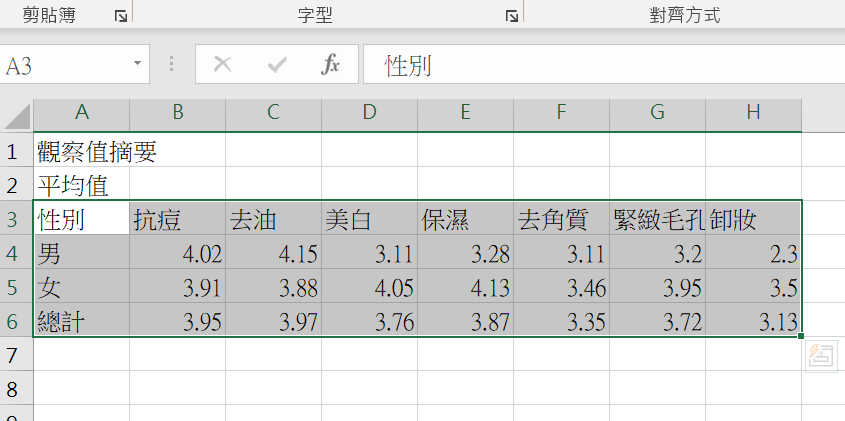 剪貼簿 字型 對齊方式
A3 fx 性別
A B C D E F G H
1 觀察值摘要
2 平均值
3 性別 抗痘 去油 美白 保濕 去角質 緊緻毛孔 卸妝
4 男 4.02 4.15 3.11 3.28 3.11 3.2 2.3
5 女 3.91 3.88 4.05 4.13 3.46 3.95 3.5
6 總計 3.95 3.97 3.76 3.87 3.35 3.72 3.13
7
8